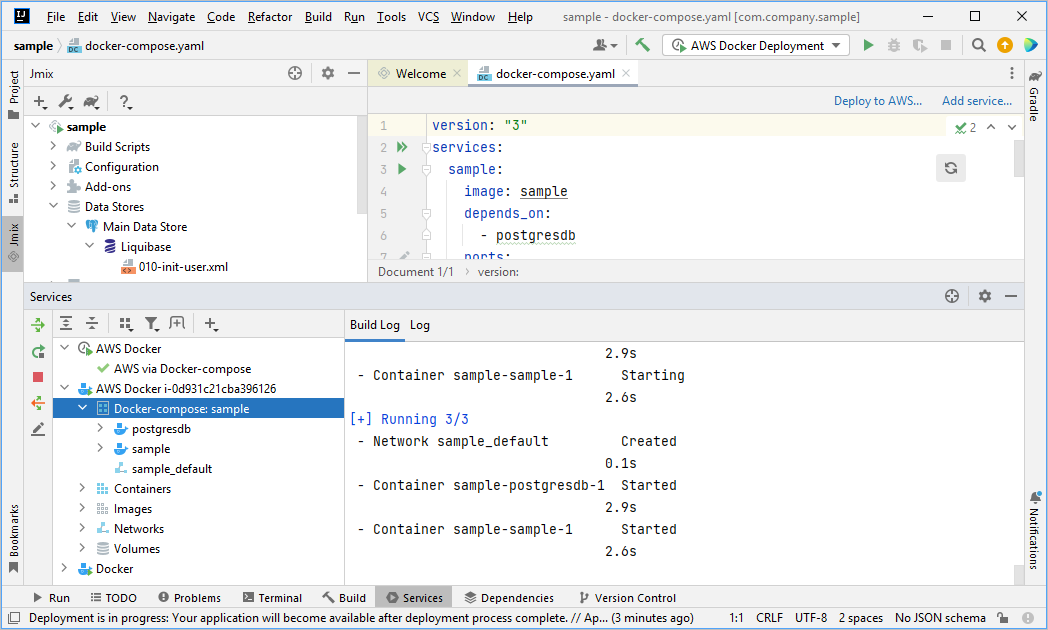 File Edit View Navigate Code Refactor Build Run Tools VCS Window Help sample - docker-compose.yaml [com.company.sample]
sample docker-compose.yaml AWS Docker Deployment
Project
Structure
Jmix
Bookmarks
Jmix
sample
Build Scripts
Configuration
Add-ons
Data Stores
Main Data Store
Liquibase
010-init-user.xml
Welcome docker-compose.yaml
Deploy to AWS... Add service...
1 version: "3" 2
2 services:
3 sample:
4 image: sample
5 depends_on:
6 - postgresdb
7 ports:
Document 1/1 version:
Gradle
Notifications
Services
AWS Docker
AWS via Docker-compose
AWS Docker i-0d931c21cba396126
Docker-compose: sample
postgresdb
sample
sample_default
Containers
Images
Networks
Volumes
Docker
Build Log Log
2.9s
- Container sample-sample-1 Starting
2.6s
[+] Running 3/3
- Network sample_default Created
0.1s
- Container sample-postgresdb-1 Started
2.9s
- Container sample-sample-1 Started
2.6s
Run TODO Problems Terminal Build Services Dependencies Version Control
Deployment is in progress: Your application will become available after deployment process complete. // Ap... (3 minutes ago) 1:1 CRLF UTF-8 2 spaces No JSON schema